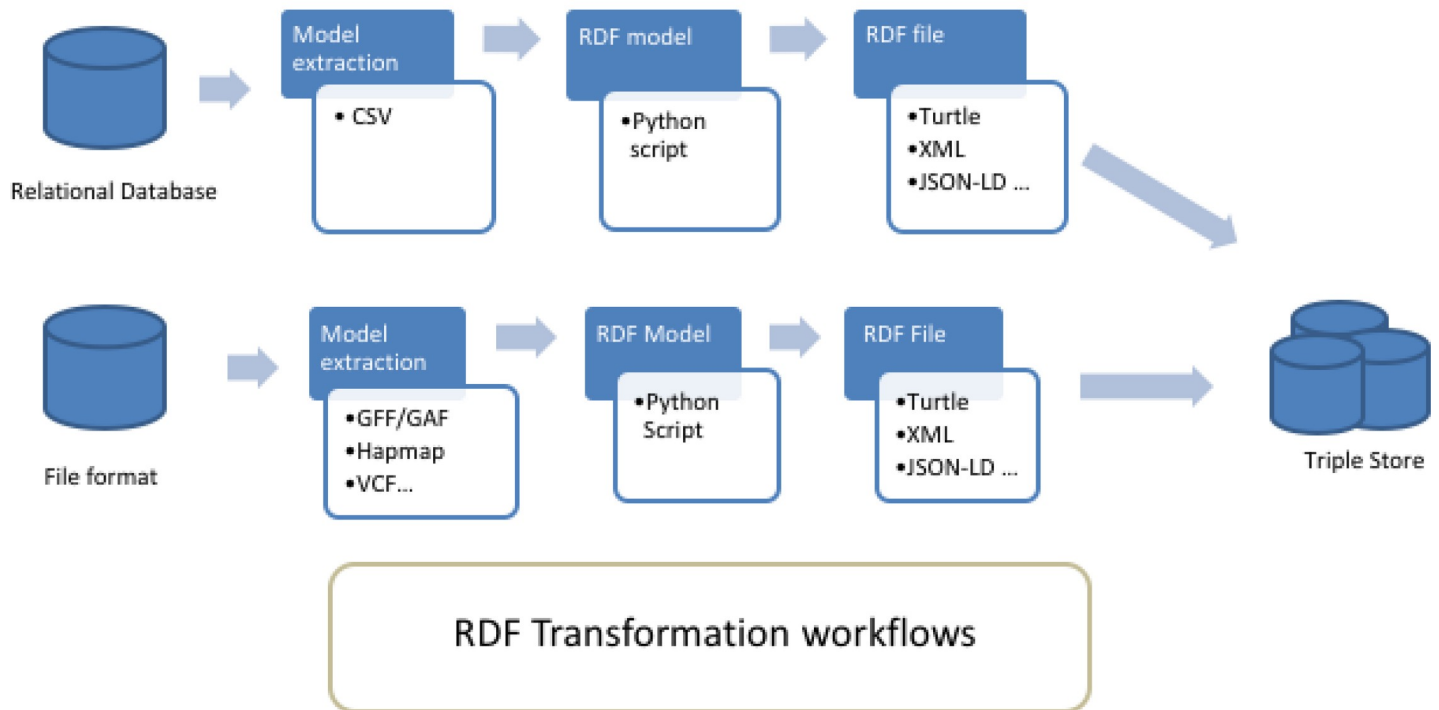 Model
extraction
• CSV
RDF model
•Python
script
RDF file
•Turtle
•XML
•JSON-LD ...
Relational Database
Model
extraction
•GFF/GAF
•Hapmap
•VCF...
RDF Model
•Python
Script
RDF File
•Turtle
•XML
•JSON-LD ...
File format
Triple Store
RDF Transformation workflows